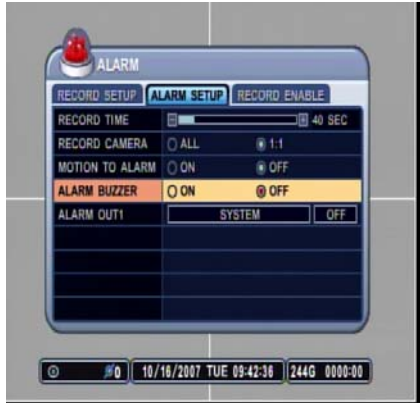 ALARM
RECORD SETUP ALARM SETUP RECORD ENABLE
RECORD TIME 40 SEC
RECORD CAMERA ALL 1:1
MOTION TO ALARM ON OFF
ALARM BUZZER ON OFF
ALARM OUT1 SYSTEM OFF
0 10/16/2007 TUE 09:42:36 244G 0000:00